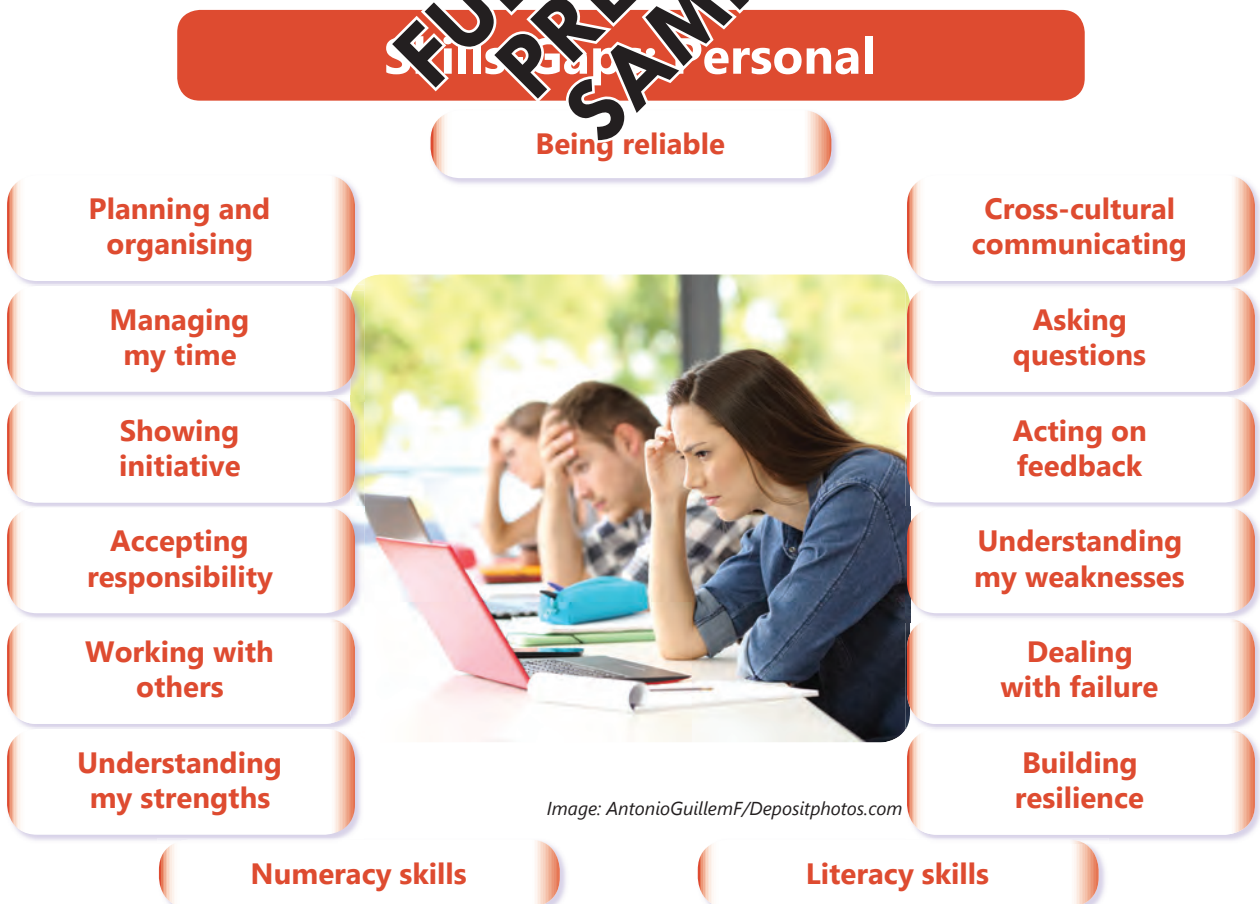 Skills Gaps: Personal
Being reliable
Planning and
organising
Managing
my time
Showing
initiative
Accepting
responsibility
Working with
others
Understanding
my strengths
Cross-cultural
communicating
Asking
questions
Acting on
feedback
Understanding
my weaknesses
Dealing
with failure
Building
resilience
Image: AntonioGuillemF/Depositphotos.com
Numeracy skills
Literacy skills